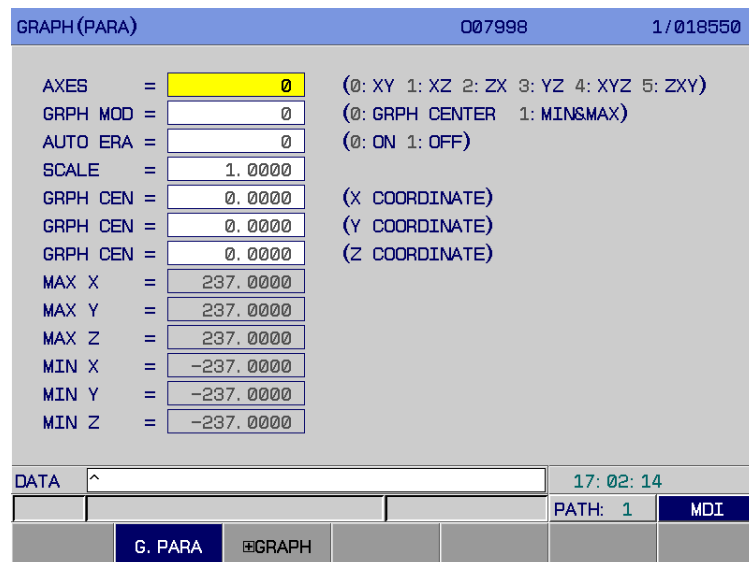 GRAPH(PARA) O07998 1/018550
AXES = 0 (0: XY 1: XZ 2: ZX 3: YZ 4: XYZ 5: ZXY)
GRPH MOD = 0 (0: GRPH CENTER 1: MIN&MAX)
AUTO ERA = 0 (0: ON 1: OFF)
SCALE = 1.0000
GRPH CEN = 0.0000 (X COORDINATE)
GRPH CEN = 0.0000 (Y COORDINATE)
GRPH CEN = 0.0000 (Z COORDINATE)
MAX X = 237.0000
MAX Y = 237.0000
MAX Z = 237.0000
MIN X = -237.0000
MIN Y = -237.0000
MIN Z = -237.0000
DATA ^ 17: 02: 14
PATH: 1 MDI
G. PARA ⊞GRAPH